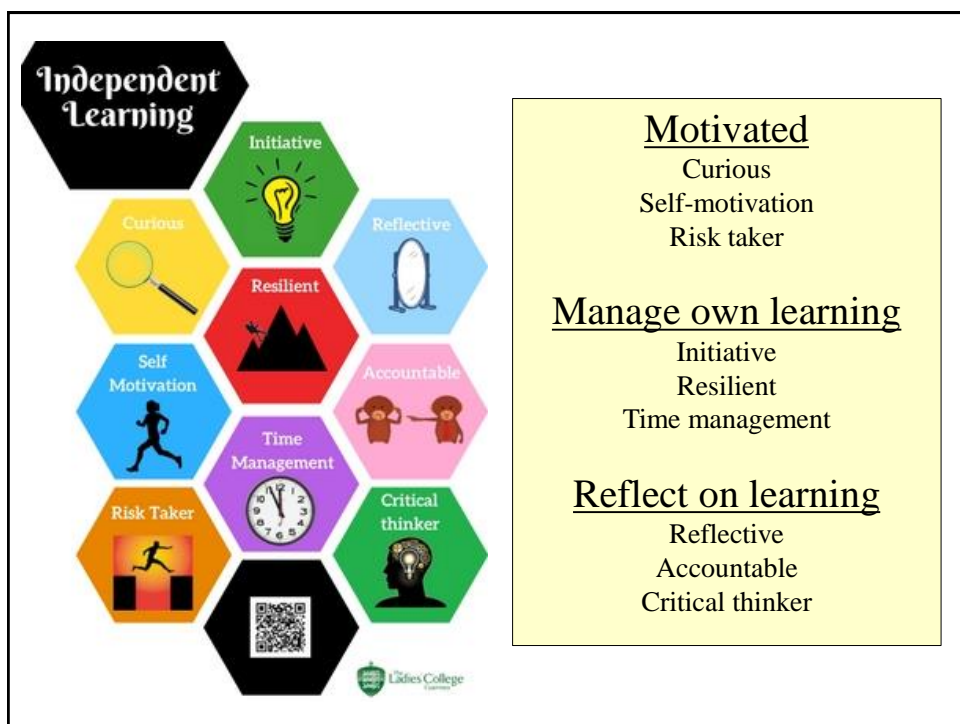 Independent
Learning
Initiative
Curious
Reflective
Resilient
Self
Motivation
Accountable
Time
Management
Risk Taker
Critical
thinker
The
Ladies College
Motivated
Curious
Self-motivation
Risk taker
Manage own learning
Initiative
Resilient
Time management
Reflect on learning
Reflective
Accountable
Critical thinker